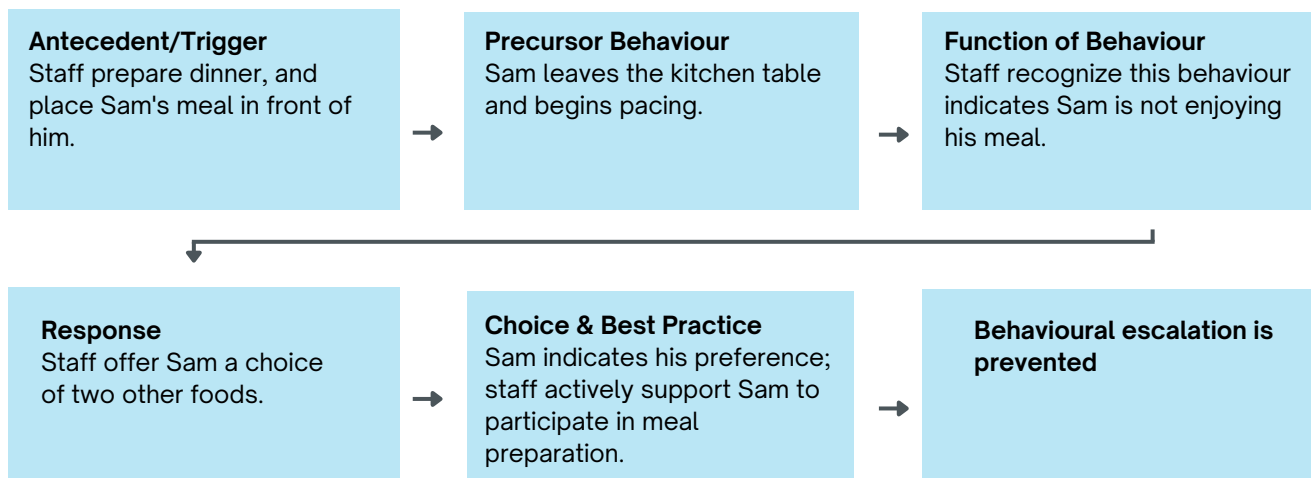 Antecedent/Trigger
Staff prepare dinner, and
place Sam's meal in front of
him.
Precursor Behaviour
Sam leaves the kitchen table
and begins pacing.
Function of Behaviour
Staff recognize this behaviour
indicates Sam is not enjoying
his meal.
Response
Staff offer Sam a choice
of two other foods.
Choice & Best Practice
Sam indicates his preference;
staff actively support Sam to
participate in meal
preparation.
Behavioural escalation is
prevented